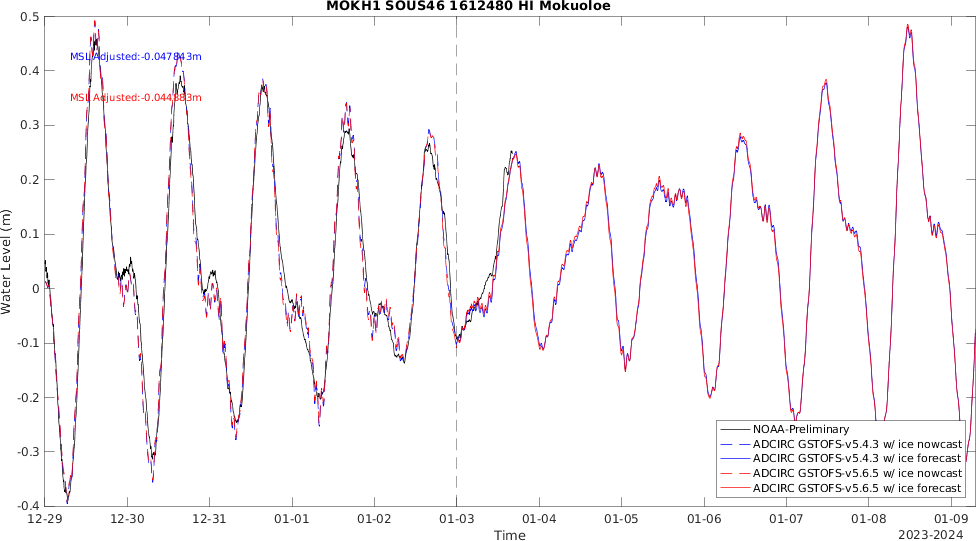 MOKH1 SOUS46 1612480 HI Mokuoloe
0.5
0.4
0.3
0.2
0.1
0
-0.1
-0.2
-0.3
-0.4
Water Level (m)
MSL Adjusted:-0.047843m
MSL Adjusted:-0.044383m
NOAA-Preliminary
ADCIRC GSTOFS-v5.4.3 w/ ice nowcast
ADCIRC GSTOFS-v5.4.3 w/ ice forecast
ADCIRC GSTOFS-v5.6.5 w/ ice nowcast
ADCIRC GSTOFS-v5.6.5 w/ ice forecast
12-29 12-30 12-31 01-01 01-02 01-03 01-04 01-05 01-06 01-07 01-08 01-09
Time
2023-2024